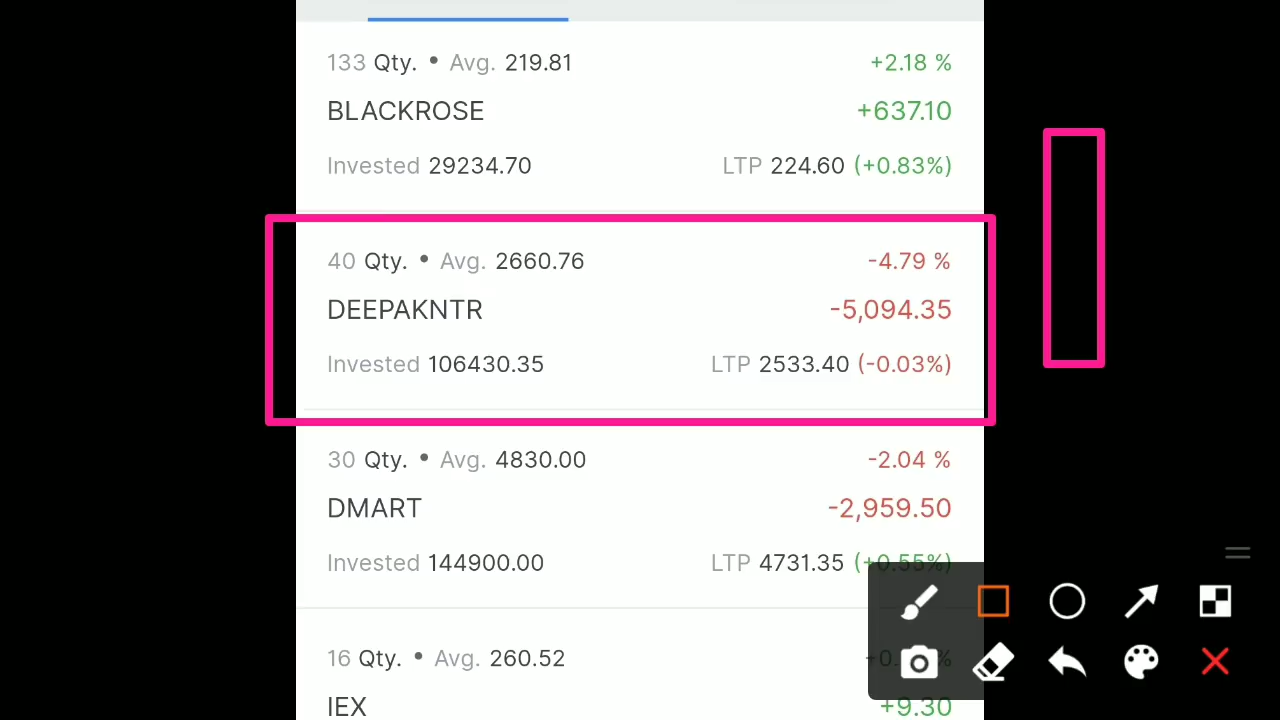 133 Qty. • Avg. 219.81 +2.18 %
BLACKROSE +637.10
Invested 29234.70 LTP 224.60 (+0.83%)
40 Qty. • Avg. 2660.76 -4.79 %
DEEPAKNTR -5,094.35
Invested 106430.35 LTP 2533.40 (-0.03%)
30 Qty. • Avg. 4830.00 -2.04 %
DMART -2,959.50
Invested 144900.00 LTP 4731.35 (+0.55%)
16 Qty. • Avg. 260.52
IEX +9.30